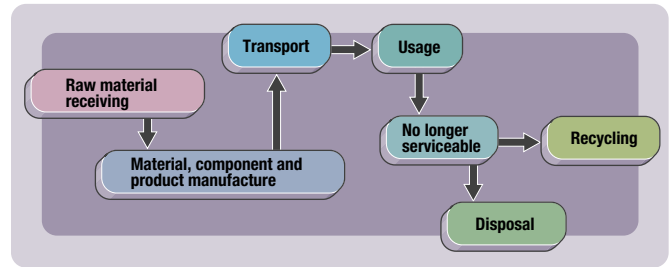 Transport
Usage
Raw material
receiving
No longer
serviceable
Recycling
Material, component and
product manufacture
Disposal